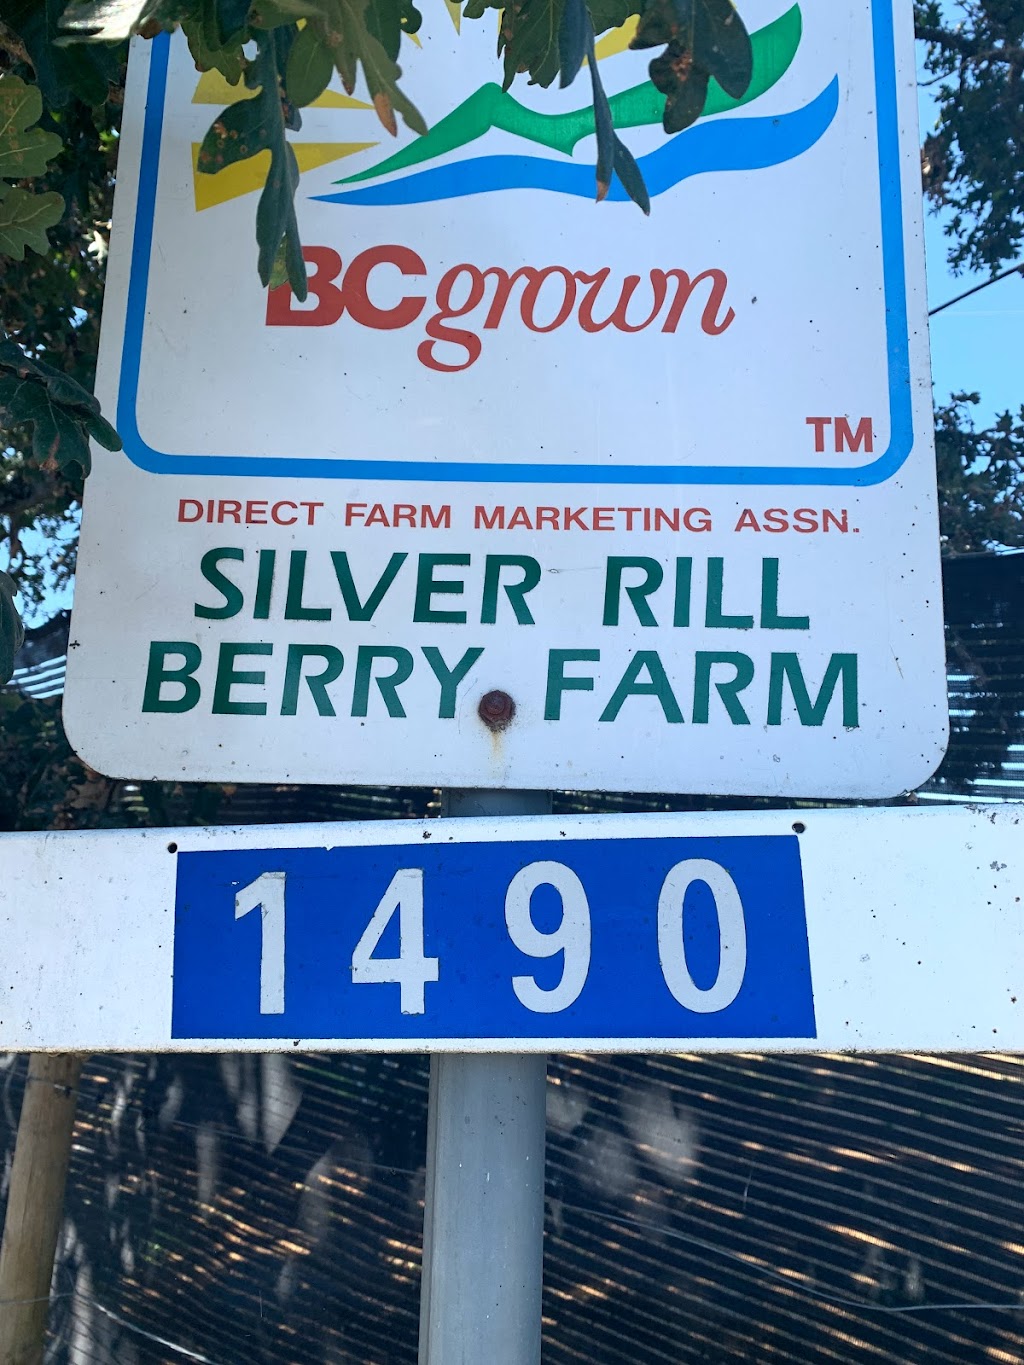 BCgrown
TM
DIRECT FARM MARKETING ASSN.
SILVER RILL
BERRY FARM
1490